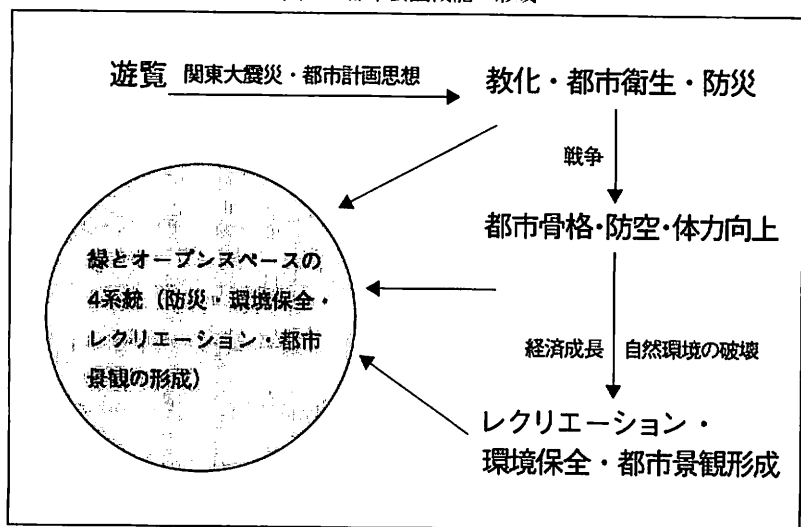 遊覧 関東大震災・都市計画思想 教化・都市衛生・防災
戦争
都市骨格・防空・体力向上
緑とオープンスペースの
4系統（防災・環境保全・
レクリエーション・都市
景観の形成）
経済成長 自然環境の破壊
レクリエーション・
環境保全・都市景観形成